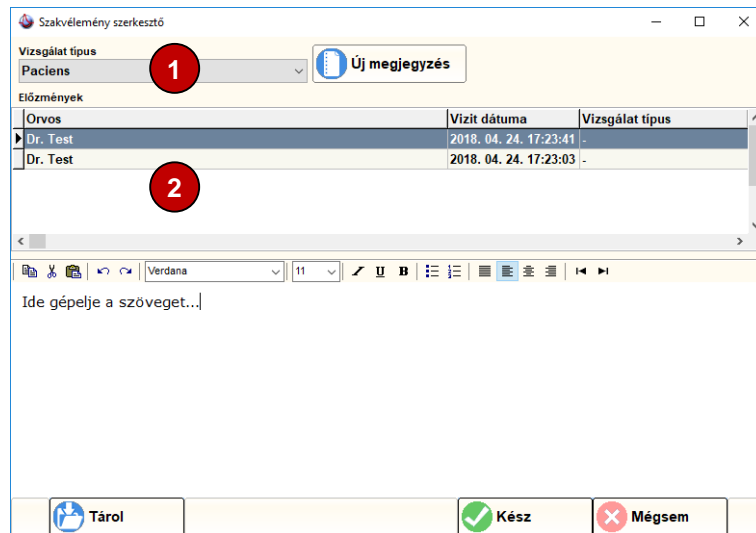 Szakvélemény szerkesztő
Vizsgálat típus
Paciens
1
Új megjegyzés
Előzmények
Orvos Vizit dátuma Vizsgálat típus
Dr. Test 2018. 04. 24. 17:23:41 -
Dr. Test 2018. 04. 24. 17:23:03 -
2
Verdana 11 I U B
Ide gépelje a szöveget...
Tárol Kész Mégsem